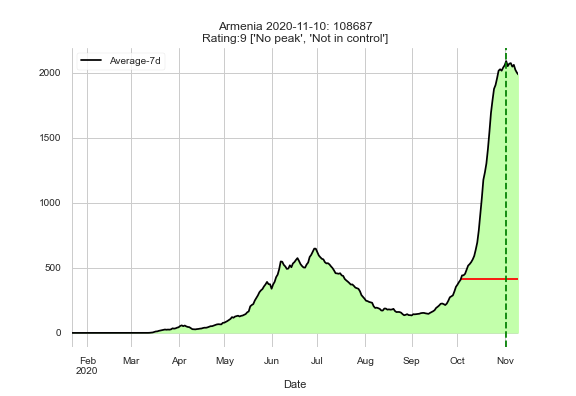 Armenia 2020-11-10: 108687
Rating:9 ['No peak', 'Not in control']
Average-7d
2000
1500
1000
500
0
Feb Mar Apr May Jun Jul Aug Sep Oct Nov
2020
Date